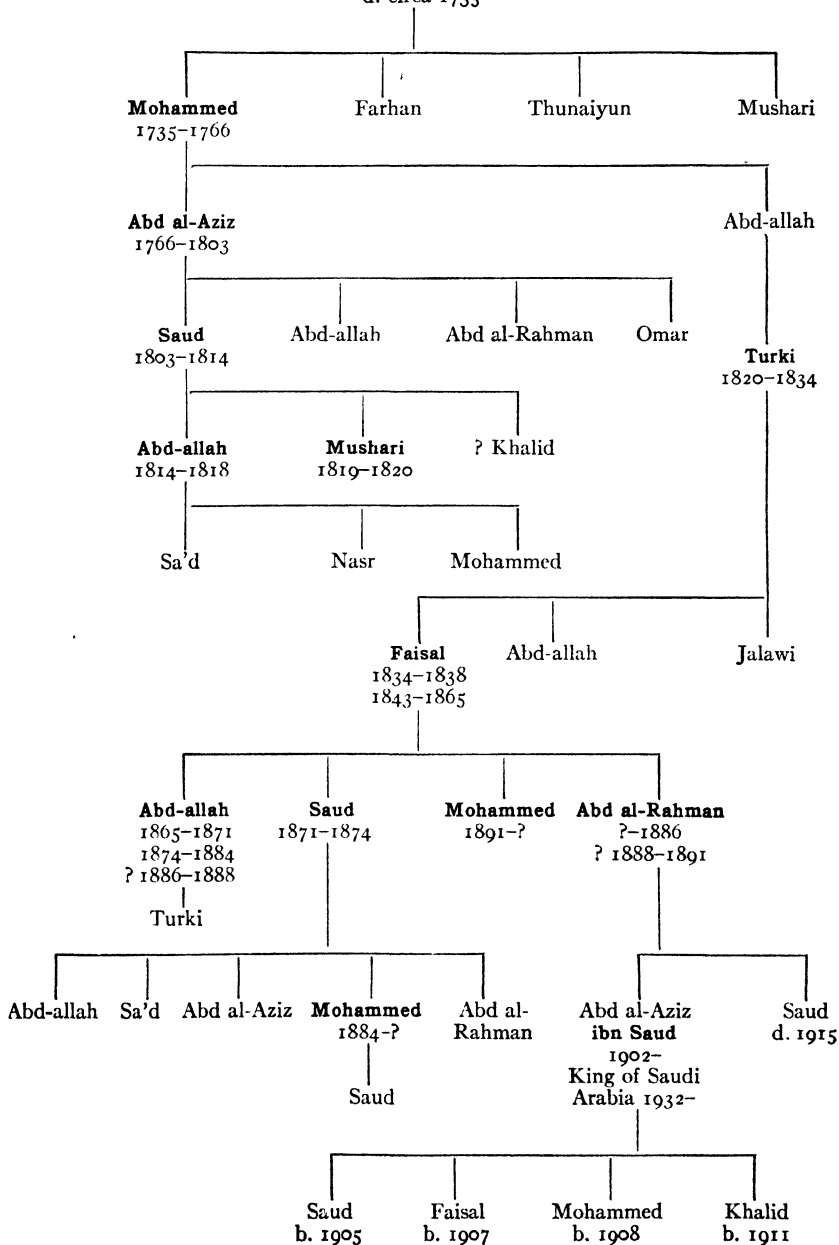 d. circa 1735
Mohammed Farhan Thunaiyun Mushari
1735–1766
Abd al-Aziz Abd-allah
1766–1803
Saud Abd-allah Abd al-Rahman Omar
1803–1814
Turki
1820–1834
Abd-allah Mushari ? Khalid
1814–1818 1819–1820
Sa'd Nasr Mohammed
Faisal Abd-allah Jalawi
1834–1838
1843–1865
Abd-allah Saud Mohammed Abd al-Rahman
1865–1871 1871–1874 1891–? ?–1886
1874–1884 ? 1888–1891
? 1886–1888
Turki
Abd-allah Sa'd Abd al-Aziz Mohammed Abd al- Abd al-Aziz Saud
1884–? Rahman ibn Saud d. 1915
1902–
King of Saudi
Saud Arabia 1932–
Saud Faisal Mohammed Khalid
b. 1905 b. 1907 b. 1908 b. 1911